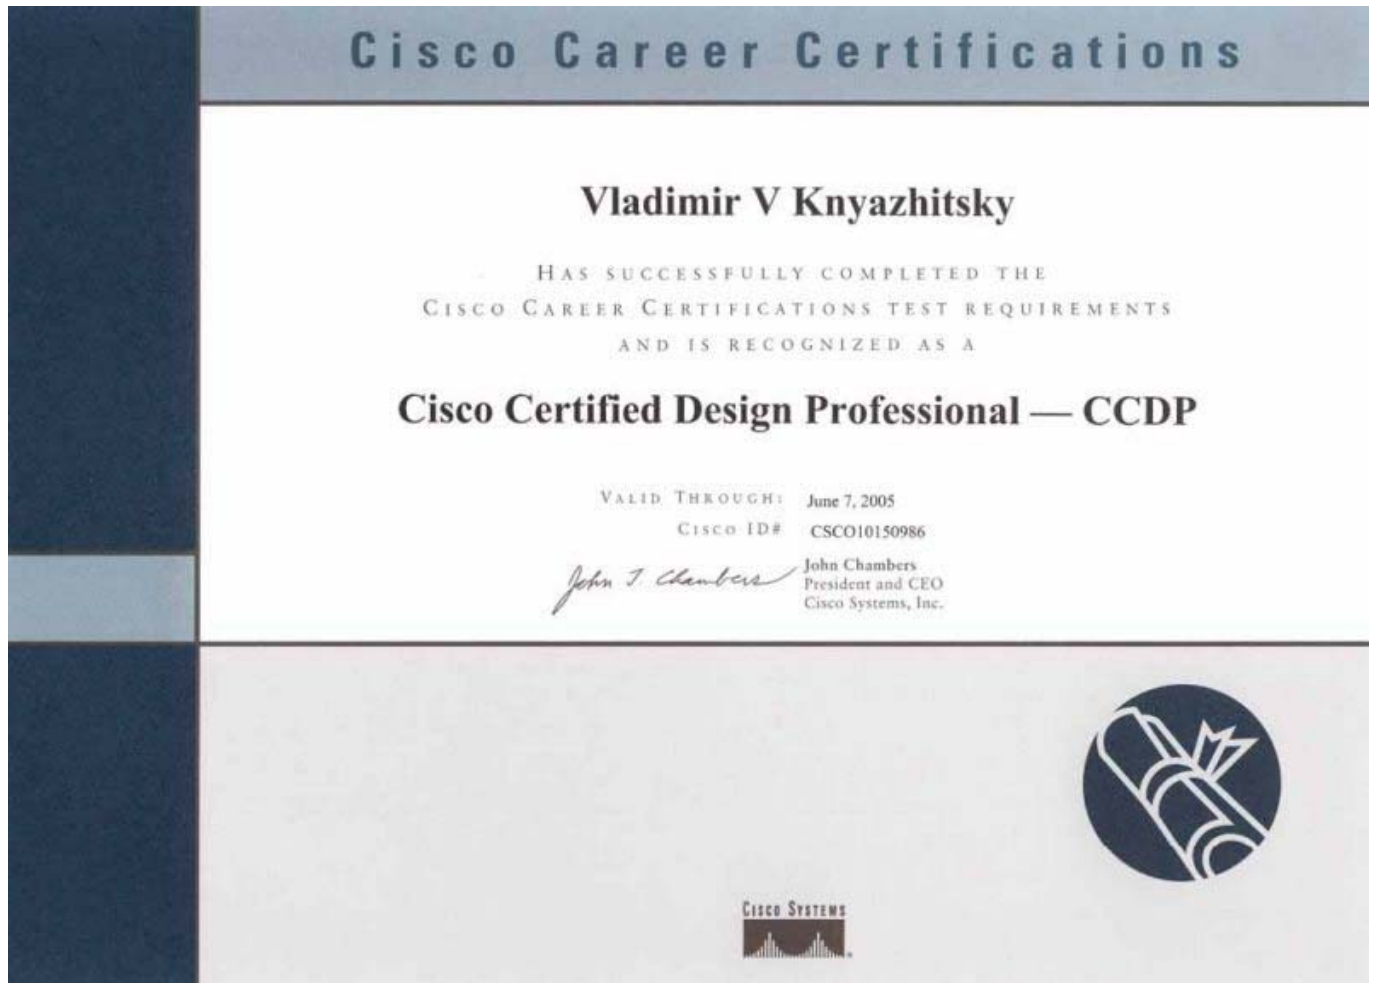 Cisco Career Certifications
Vladimir V Knyazhitsky
HAS SUCCESSFULLY COMPLETED THE
CISCO CAREER CERTIFICATIONS TEST REQUIREMENTS
AND IS RECOGNIZED AS A
Cisco Certified Design Professional — CCDP
VALID THROUGH: June 7, 2005
CISCO ID# CSCO10150986
John T. Chambers
John Chambers
President and CEO
Cisco Systems, Inc.
CISCO SYSTEMS